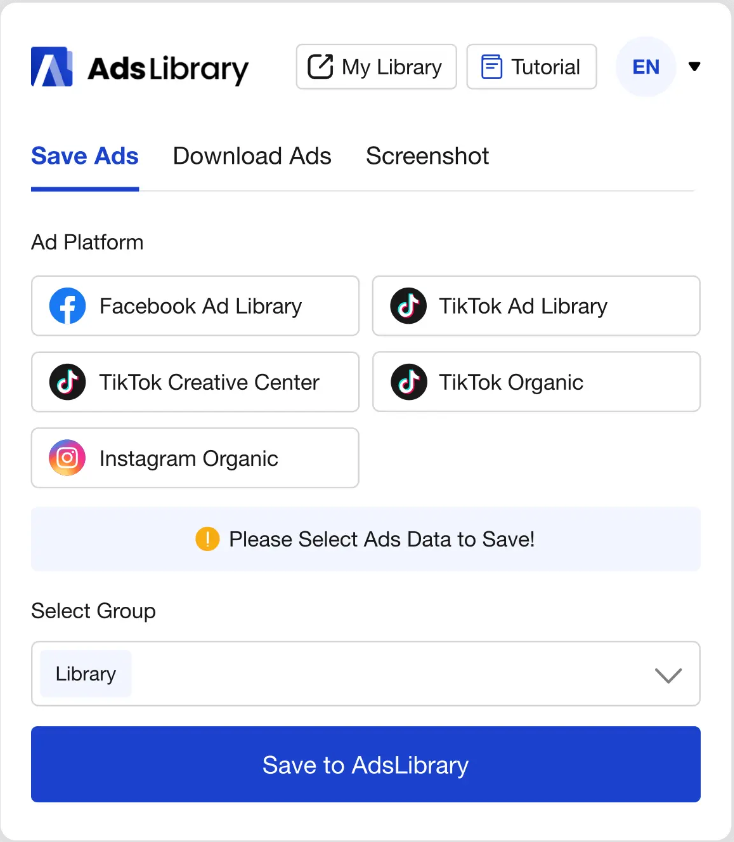 AdsLibrary My Library Tutorial EN
Save Ads Download Ads Screenshot
Ad Platform
Facebook Ad Library TikTok Ad Library
TikTok Creative Center TikTok Organic
Instagram Organic
! Please Select Ads Data to Save!
Select Group
Library
Save to AdsLibrary